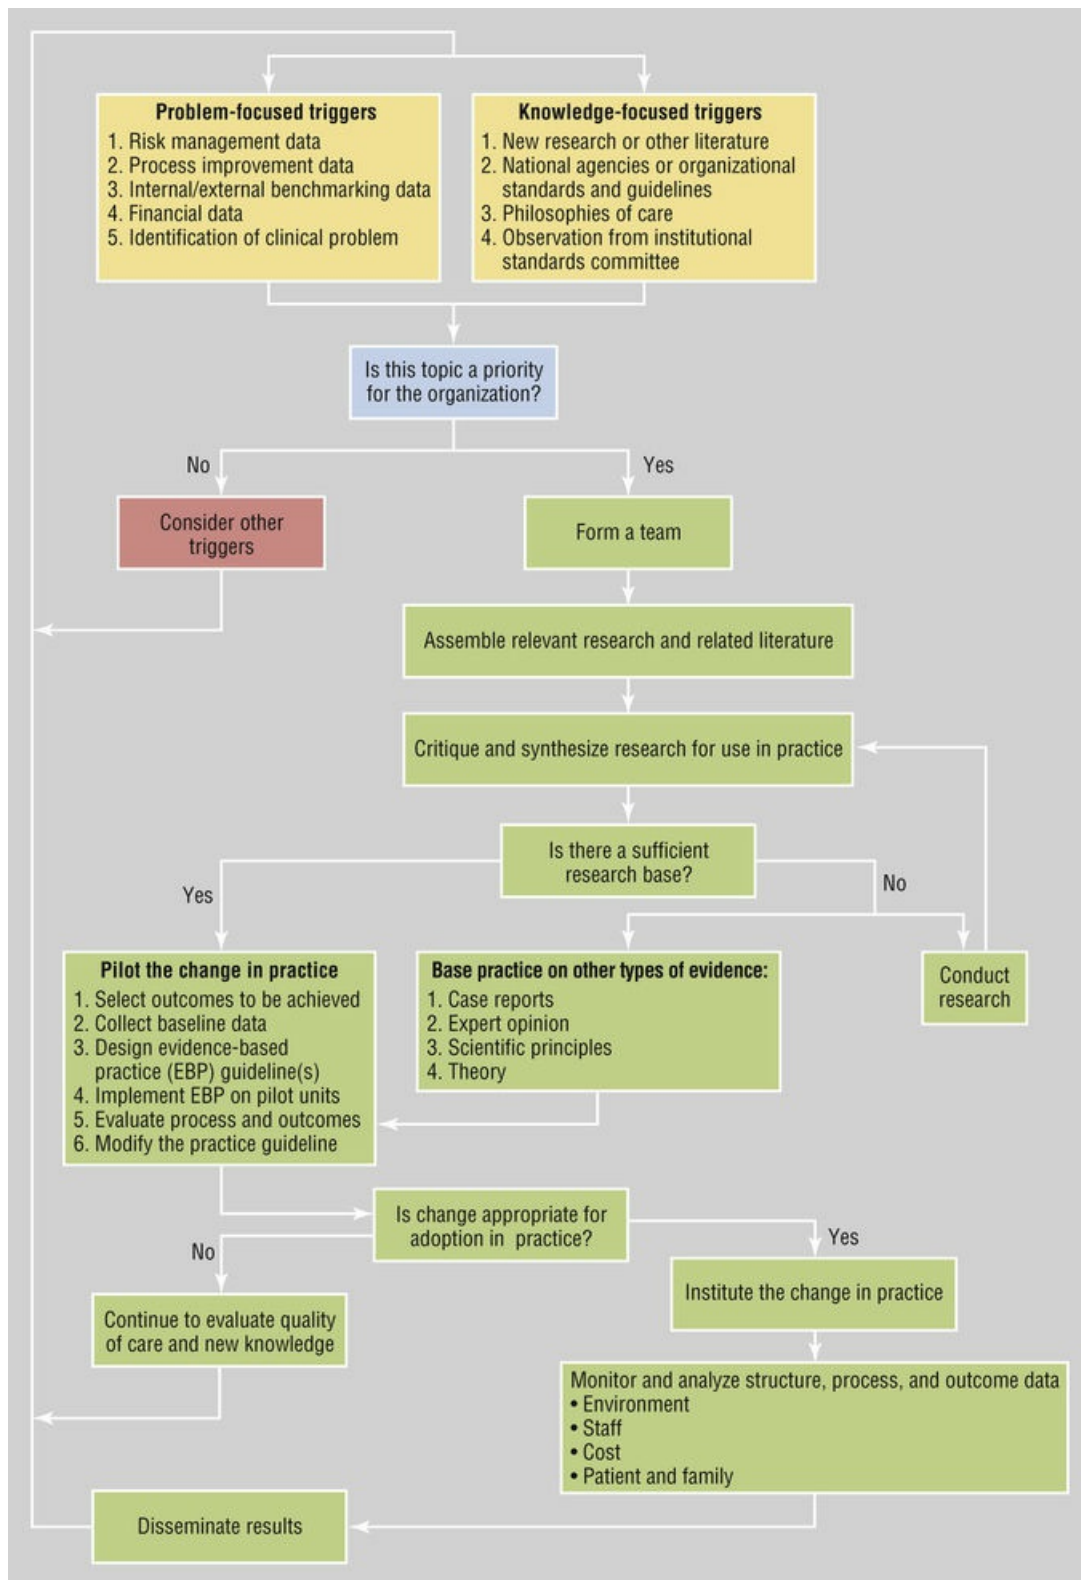 Problem-focused triggers
1. Risk management data
2. Process improvement data
3. Internal/external benchmarking data
4. Financial data
5. Identification of clinical problem
Knowledge-focused triggers
1. New research or other literature
2. National agencies or organizational
standards and guidelines
3. Philosophies of care
4. Observation from institutional
standards committee
Is this topic a priority
for the organization?
No
Yes
Consider other
triggers
Form a team
Assemble relevant research and related literature
Critique and synthesize research for use in practice
Is there a sufficient
research base?
Yes
No
Pilot the change in practice
1. Select outcomes to be achieved
2. Collect baseline data
3. Design evidence-based
practice (EBP) guideline(s)
4. Implement EBP on pilot units
5. Evaluate process and outcomes
6. Modify the practice guideline
Base practice on other types of evidence:
1. Case reports
2. Expert opinion
3. Scientific principles
4. Theory
Conduct
research
Is change appropriate for
adoption in practice?
No
Yes
Continue to evaluate quality
of care and new knowledge
Institute the change in practice
Monitor and analyze structure, process, and outcome data
• Environment
• Staff
• Cost
• Patient and family
Disseminate results